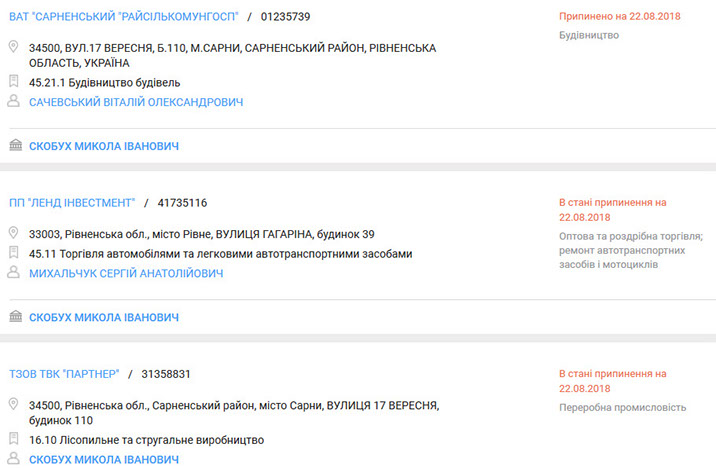 ВАТ "САРНЕНСЬКИЙ "РАЙСІЛЬКОМУНГОСП" / 01235739
Припинено на 22.08.2018
Будівництво
34500, ВУЛ.17 ВЕРЕСНЯ, Б.110, М.САРНИ, САРНЕНСЬКИЙ РАЙОН, РІВНЕНСЬКА
ОБЛАСТЬ, УКРАЇНА
45.21.1 Будівництво будівель
САЧЕВСЬКИЙ ВІТАЛІЙ ОЛЕКСАНДРОВИЧ
СКОБУХ МИКОЛА ІВАНОВИЧ
ПП "ЛЕНД ІНВЕСТМЕНТ" / 41735116
В стані припинення на
22.08.2018
Оптова та роздрібна торгівля;
ремонт автотранспортних
засобів і мотоциклів
33003, Рівненська обл., місто Рівне, ВУЛИЦЯ ГАГАРІНА, будинок 39
45.11 Торгівля автомобілями та легковими автотранспортними засобами
МИХАЛЬЧУК СЕРГІЙ АНАТОЛІЙОВИЧ
СКОБУХ МИКОЛА ІВАНОВИЧ
ТЗОВ ТВК "ПАРТНЕР" / 31358831
В стані припинення на
22.08.2018
Переробна промисловість
34500, Рівненська обл., Сарненський район, місто Сарни, ВУЛИЦЯ 17 ВЕРЕСНЯ,
будинок 110
16.10 Лісопильне та стругальне виробництво
СКОБУХ МИКОЛА ІВАНОВИЧ